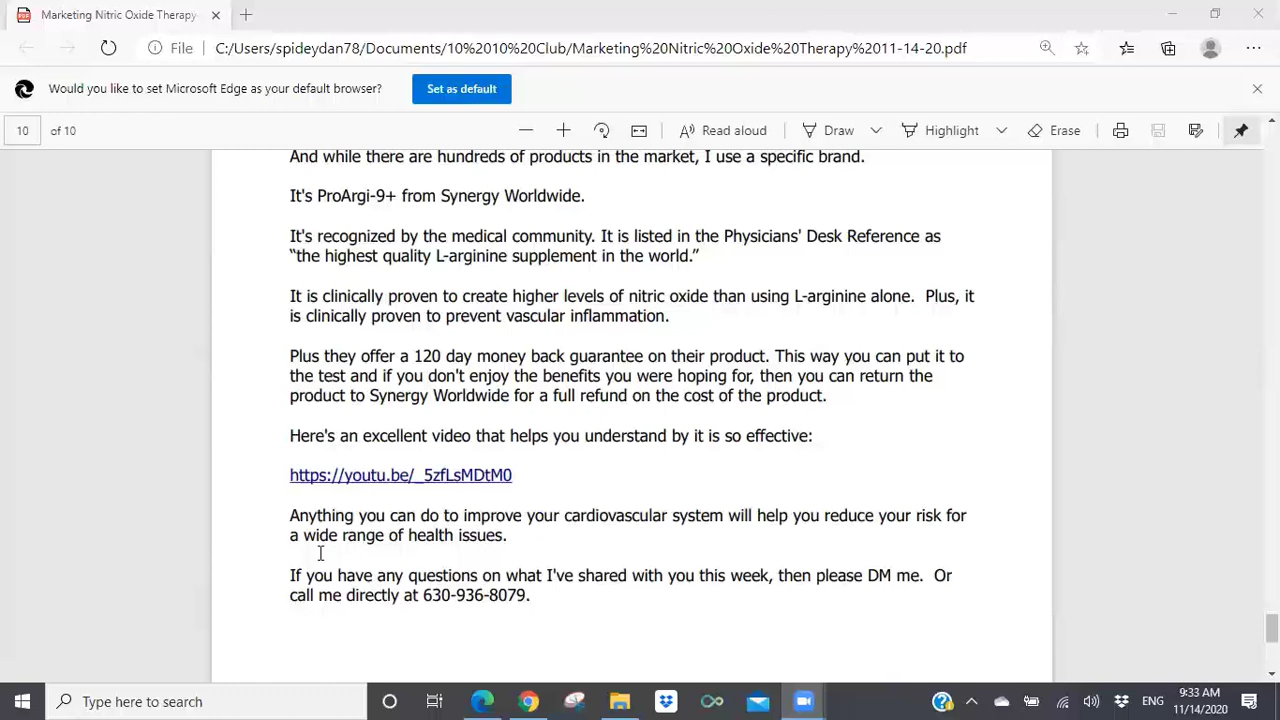 Marketing Nitric Oxide Therapy
File C:/Users/spideydan78/Documents/10%2010%20Club/Marketing%20Nitric%20Oxide%20Therapy%2011-14-20.pdf
Would you like to set Microsoft Edge as your default browser? Set as default
10 of 10 Read aloud Draw Highlight Erase
And while there are hundreds of products in the market, I use a specific brand.
It's ProArgi-9+ from Synergy Worldwide.
It's recognized by the medical community. It is listed in the Physicians' Desk Reference as
“the highest quality L-arginine supplement in the world.”
It is clinically proven to create higher levels of nitric oxide than using L-arginine alone. Plus, it
is clinically proven to prevent vascular inflammation.
Plus they offer a 120 day money back guarantee on their product. This way you can put it to
the test and if you don't enjoy the benefits you were hoping for, then you can return the
product to Synergy Worldwide for a full refund on the cost of the product.
Here's an excellent video that helps you understand by it is so effective:
https://youtu.be/_5zfLsMDtM0
Anything you can do to improve your cardiovascular system will help you reduce your risk for
a wide range of health issues.
If you have any questions on what I've shared with you this week, then please DM me. Or
call me directly at 630-936-8079.
Type here to search
ENG
9:33 AM
11/14/2020